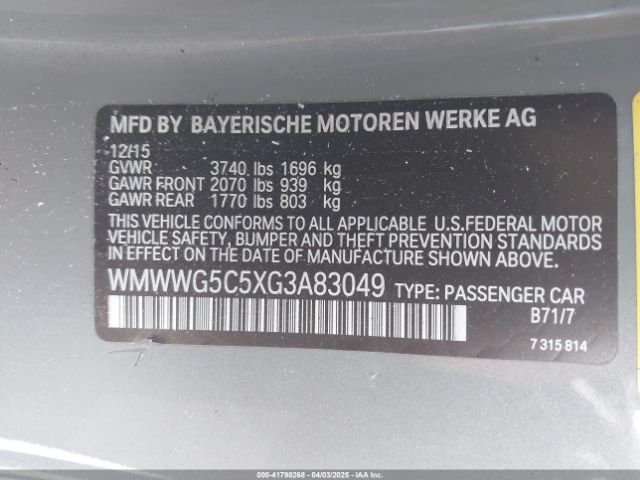 MFD BY BAYERISCHE MOTOREN WERKE AG
12/15
GVWR 3740 lbs 1696 kg
GAWR FRONT 2070 lbs 939 kg
GAWR REAR 1770 lbs 803 kg
THIS VEHICLE CONFORMS TO ALL APPLICABLE U.S.FEDERAL MOTOR
VEHICLE SAFETY, BUMPER AND THEFT PREVENTION STANDARDS
IN EFFECT ON THE DATE OF MANUFACTURE SHOWN ABOVE.
WMWWG5C5XG3A83049 TYPE: PASSENGER CAR
B71/7
7 315 814
000-41798268 - 04/03/2025 - IAAI.CA